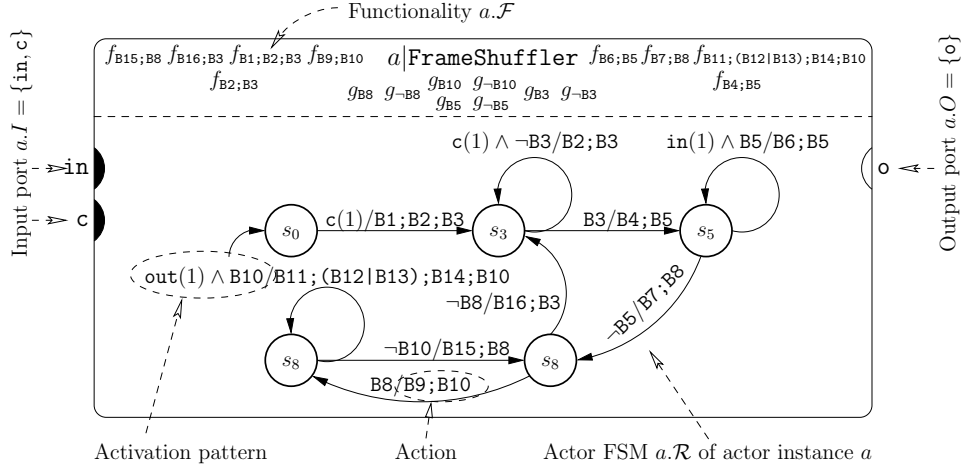 Functionality a.ℱ
f_B15;B8 f_B16;B3 f_B1;B2;B3 f_B9;B10 a|FrameShuffler f_B6;B5 f_B7;B8 f_B11;(B12|B13);B14;B10
f_B2;B3 g_B10 g_¬B10 f_B4;B5
g_B8 g_¬B8 g_B5 g_¬B5 g_B3 g_¬B3
Input port a.I = {in, c}
Output port a.O = {o}
in
c
o
c(1) ∧ ¬B3/B2;B3
in(1) ∧ B5/B6;B5
s_0
c(1)/B1;B2;B3
s_3
B3/B4;B5
s_5
out(1) ∧ B10/B11;(B12|B13);B14;B10
¬B8/B16;B3
¬B5/B7;B8
s_8
¬B10/B15;B8
s_8
B8/B9;B10
Activation pattern
Action
Actor FSM a.ℛ of actor instance a